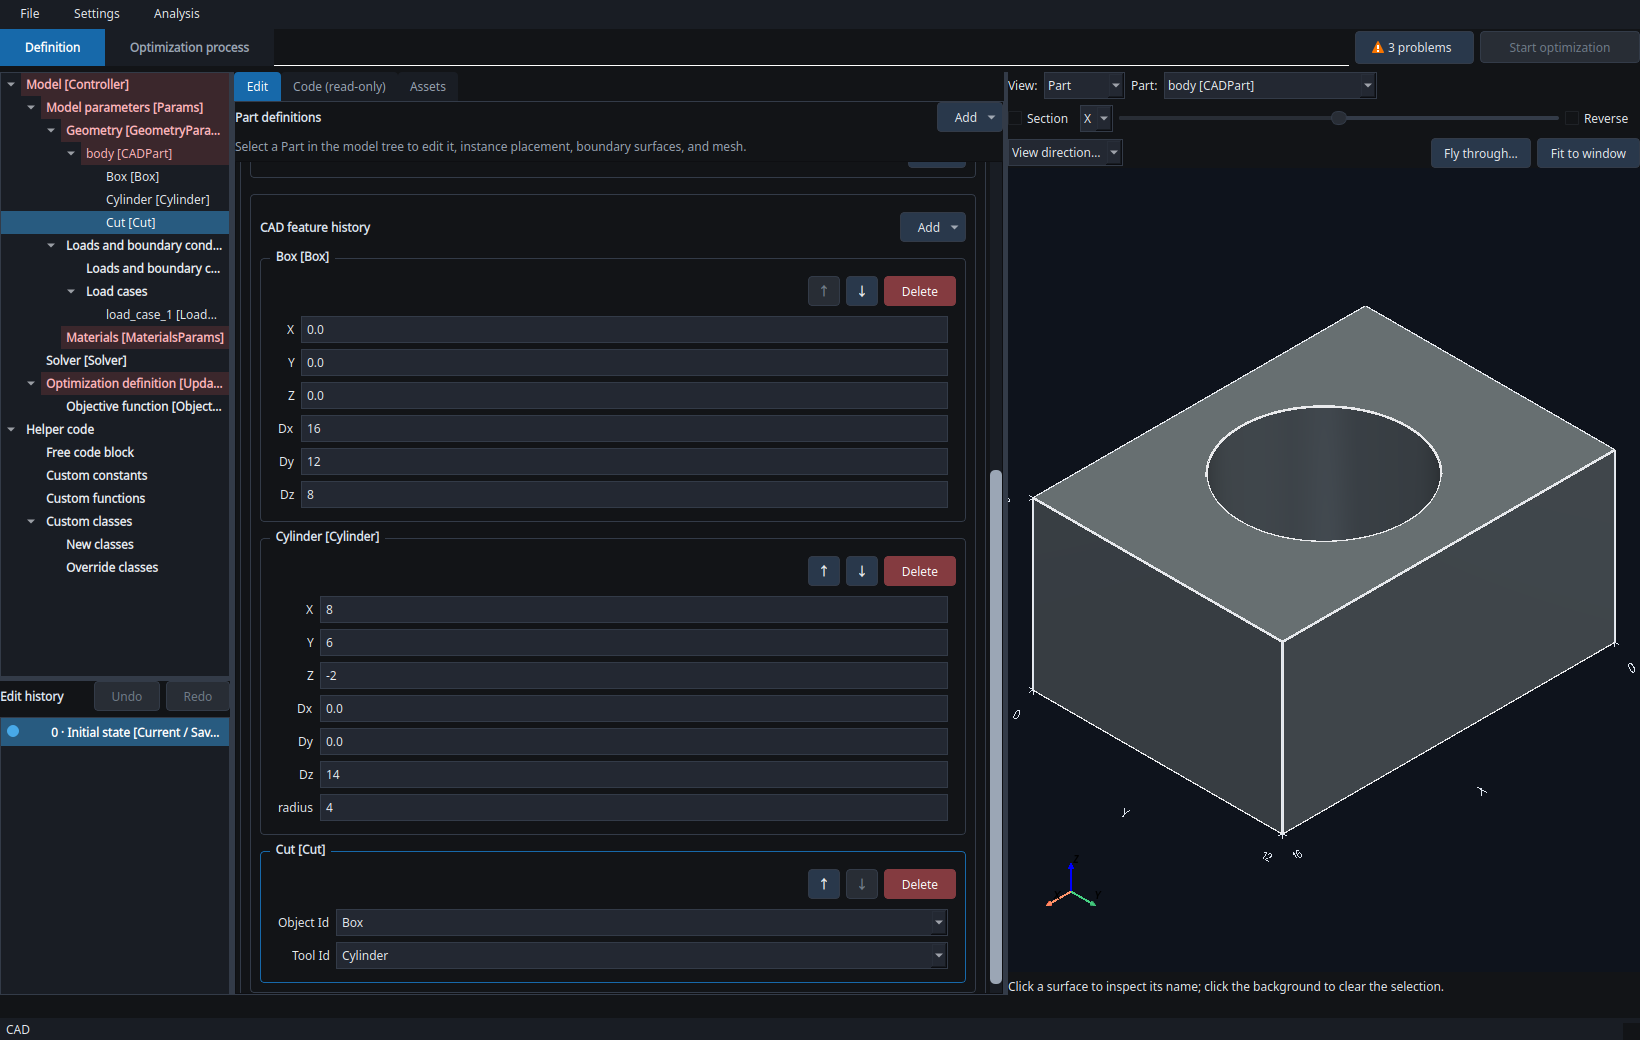 File Settings Analysis
Definition Optimization process 3 problems Start optimization
Model [Controller]
Model parameters [Params]
Geometry [GeometryPara...
body [CADPart]
Box [Box]
Cylinder [Cylinder]
Cut [Cut]
Loads and boundary cond...
Loads and boundary c...
Load cases
load_case_1 [Load...
Materials [MaterialsParams]
Solver [Solver]
Optimization definition [Upda...
Objective function [Object...
Helper code
Free code block
Custom constants
Custom functions
Custom classes
New classes
Override classes
Edit history Undo Redo
0 · Initial state [Current / Sav...
Edit Code (read-only) Assets
Part definitions Add
Select a Part in the model tree to edit it, instance placement, boundary surfaces, and mesh.
CAD feature history Add
Box [Box]
↑ ↓ Delete
X 0.0
Y 0.0
Z 0.0
Dx 16
Dy 12
Dz 8
Cylinder [Cylinder]
↑ ↓ Delete
X 8
Y 6
Z -2
Dx 0.0
Dy 0.0
Dz 14
radius 4
Cut [Cut]
↑ ↓ Delete
Object Id Box
Tool Id Cylinder
View: Part Part: body [CADPart]
Section X Reverse
View direction... Fly through... Fit to window
0
0
Y
12 16
Z
Click a surface to inspect its name; click the background to clear the selection.
CAD